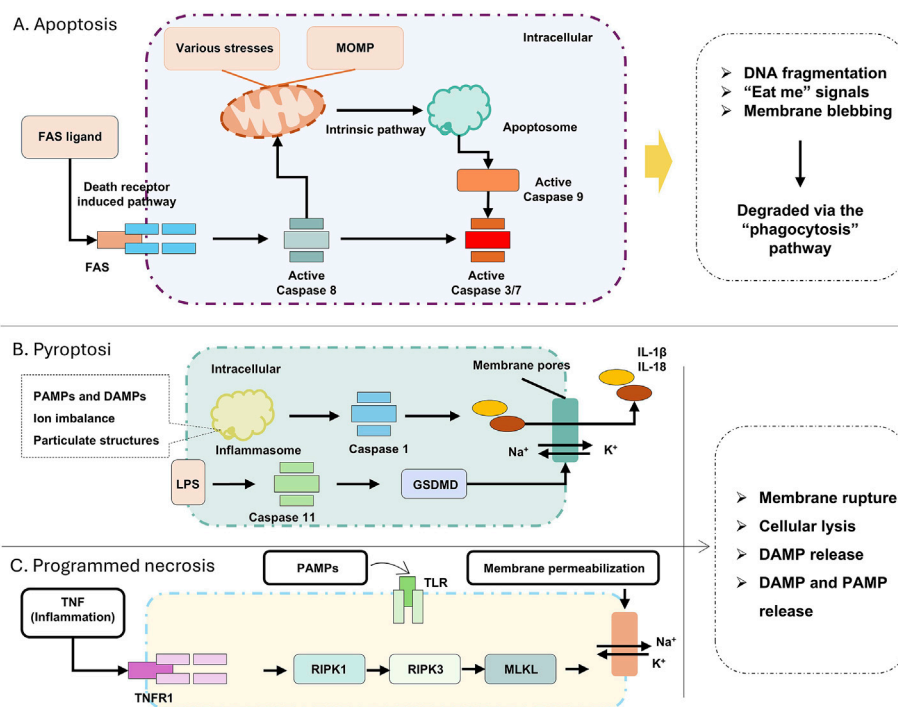 A. Apoptosis
Various stresses
MOMP
Intracellular
FAS ligand
Intrinsic pathway
Apoptosome
Death receptor
induced pathway
Active
Caspase 9
FAS
Active
Caspase 8
Active
Caspase 3/7
➢ DNA fragmentation
➢ “Eat me” signals
➢ Membrane blebbing
Degraded via the
“phagocytosis”
pathway
B. Pyroptosi
Intracellular
Membrane pores
IL-1β
IL-18
PAMPs and DAMPs
Ion imbalance
Particulate structures
Inflammasome
Caspase 1
Na⁺
K⁺
LPS
Caspase 11
GSDMD
C. Programmed necrosis
PAMPs
TLR
Membrane permeabilization
TNF
(Inflammation)
TNFR1
RIPK1
RIPK3
MLKL
Na⁺
K⁺
➢ Membrane rupture
➢ Cellular lysis
➢ DAMP release
➢ DAMP and PAMP
release